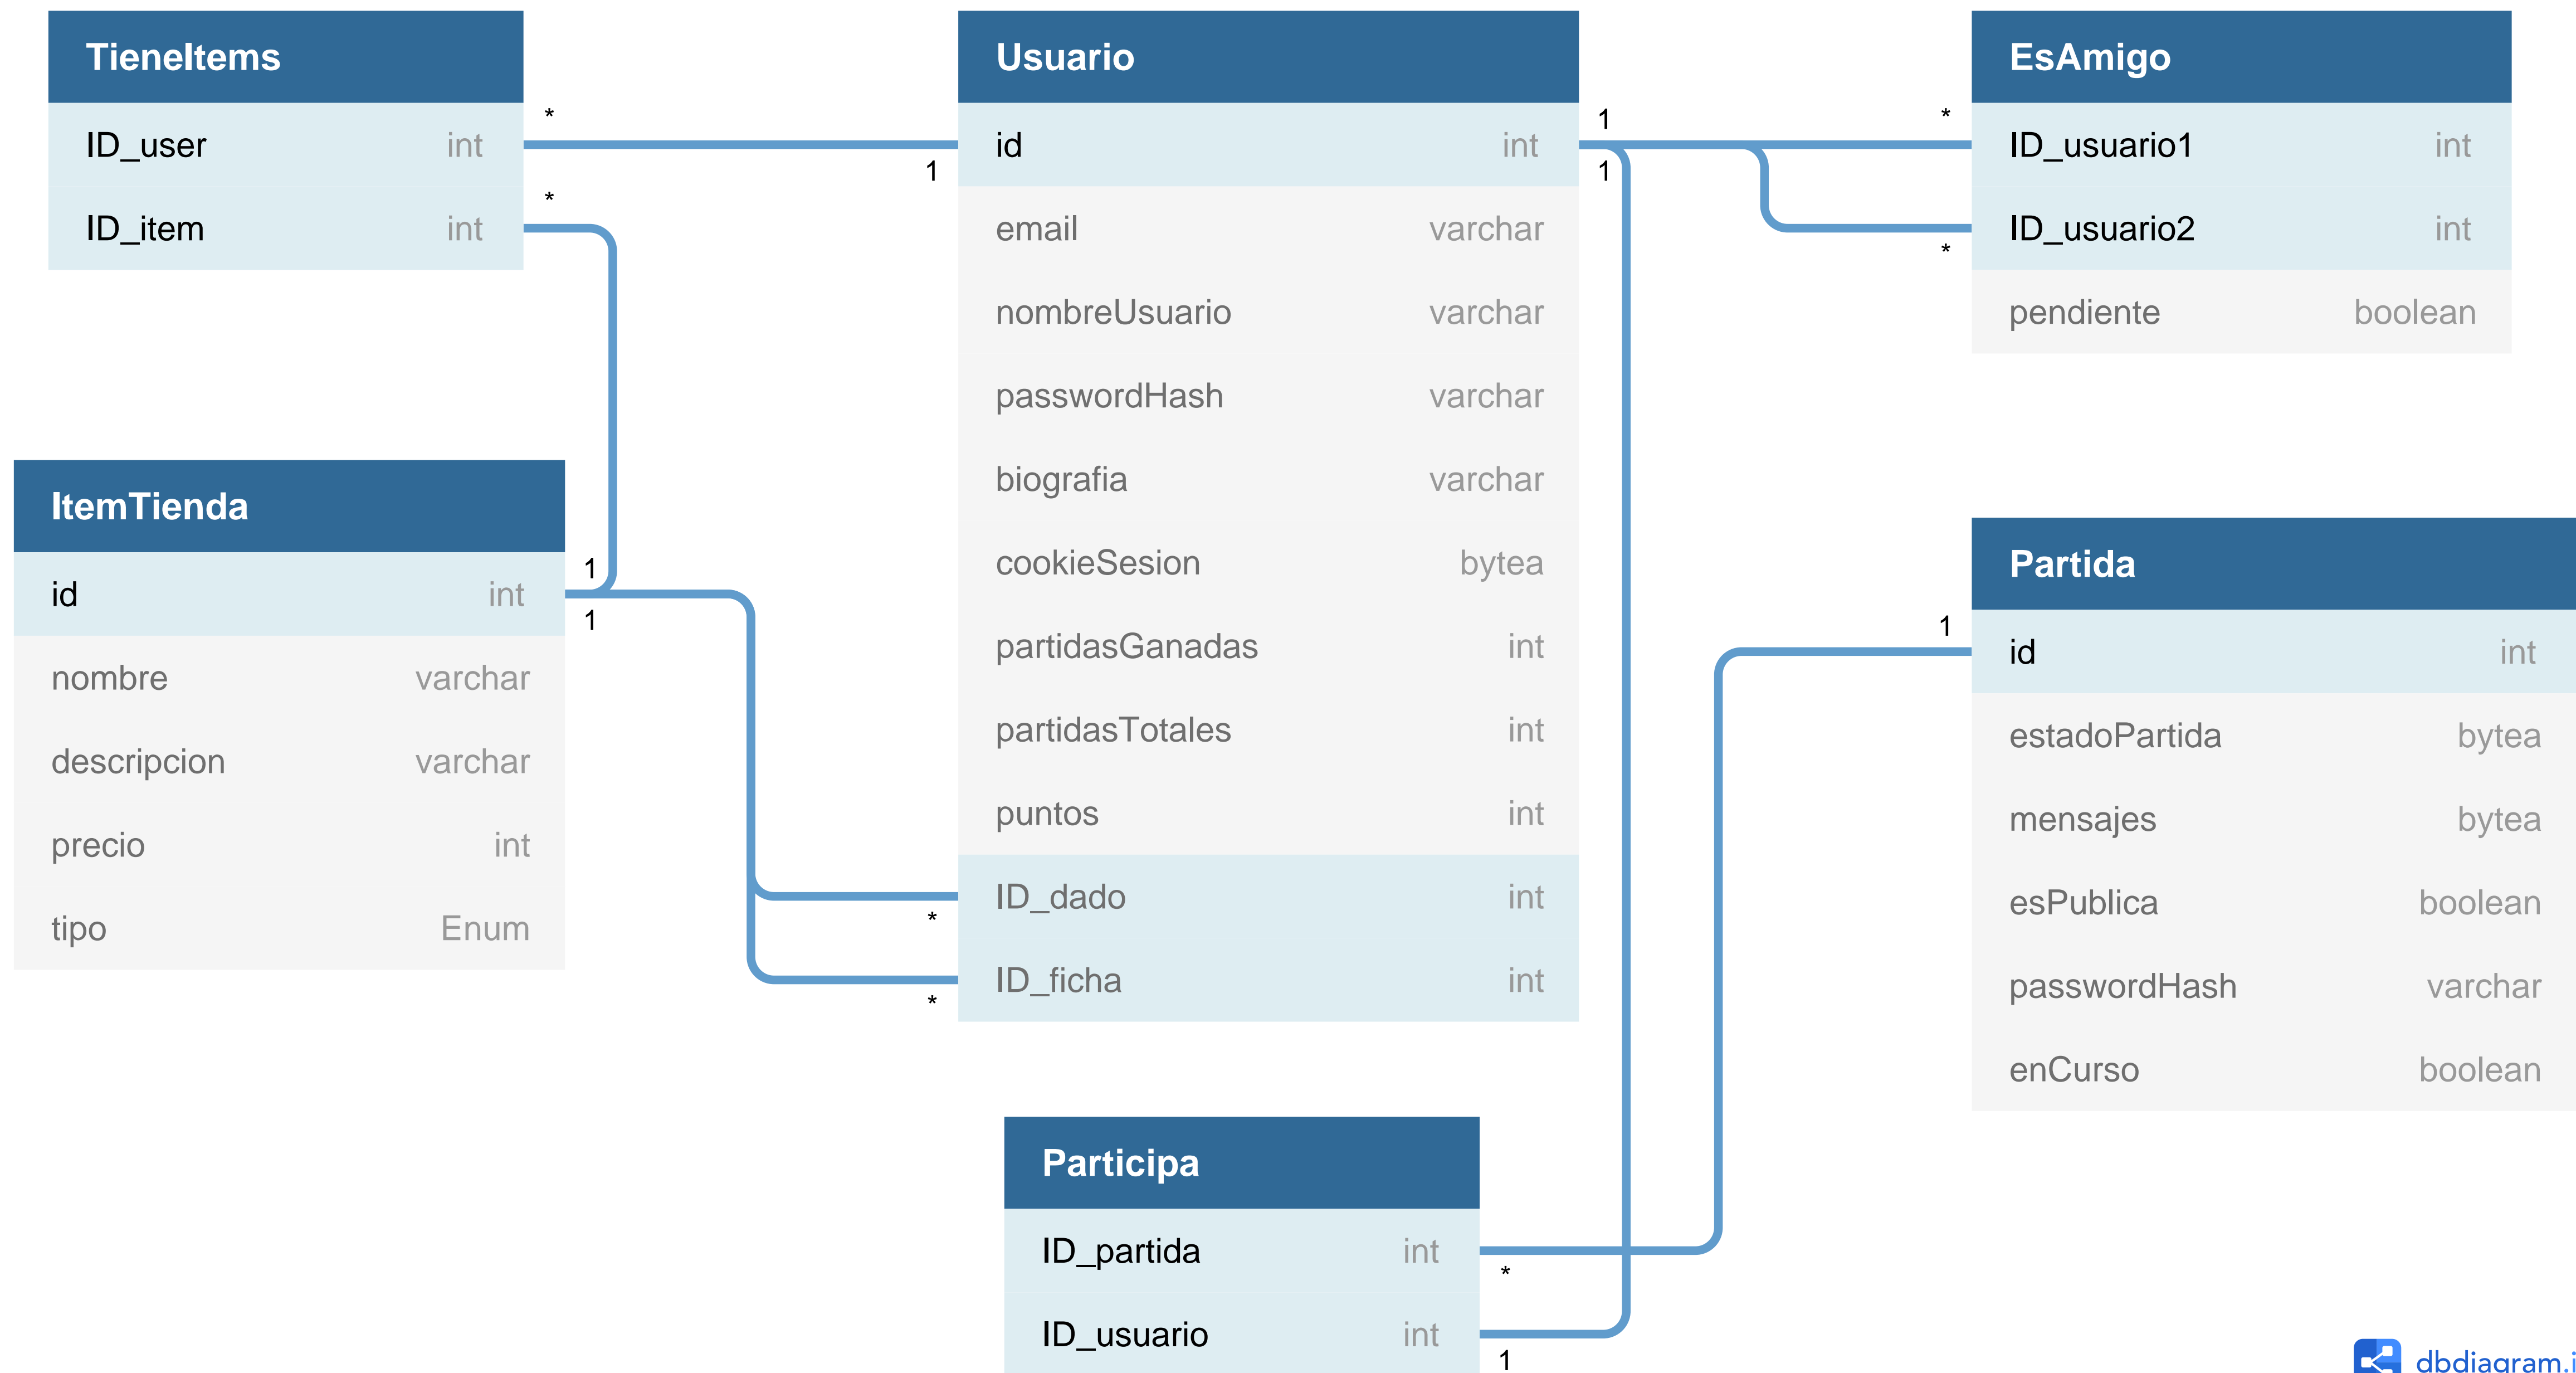 TieneItems
ID_user int
ID_item int
*
*
1
Usuario
id int
email varchar
nombreUsuario varchar
passwordHash varchar
biografia varchar
cookieSesion bytea
partidasGanadas int
partidasTotales int
puntos int
ID_dado int
ID_ficha int
1
1
*
*
EsAmigo
ID_usuario1 int
ID_usuario2 int
pendiente boolean
*
*
ItemTienda
id int
nombre varchar
descripcion varchar
precio int
tipo Enum
1
1
Partida
id int
estadoPartida bytea
mensajes bytea
esPublica boolean
passwordHash varchar
enCurso boolean
1
Participa
ID_partida int
ID_usuario int
*
1
dbdiagram.i